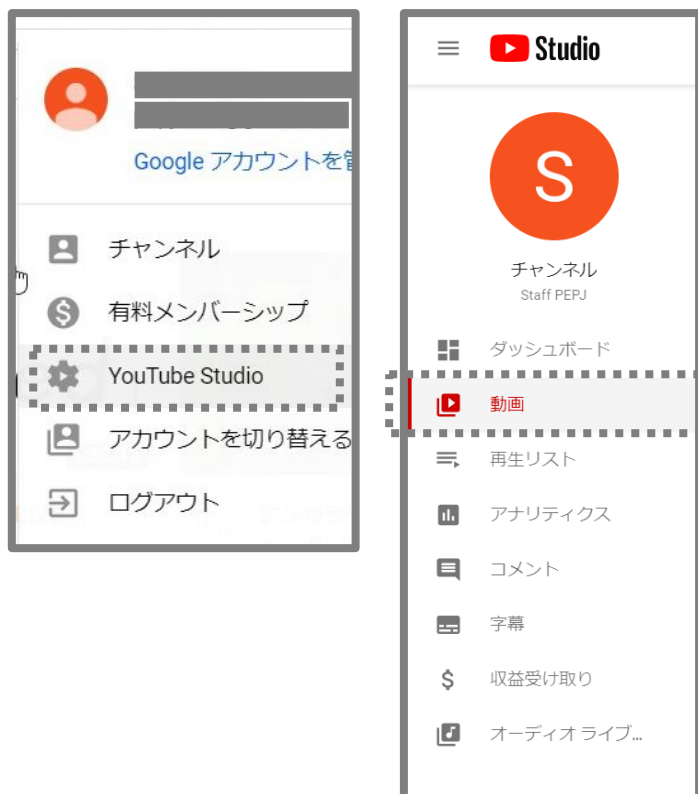 Google アカウントを管
チャンネル
有料メンバーシップ
YouTube Studio
アカウントを切り替える
ログアウト
Studio
S
チャンネル
Staff PEPJ
ダッシュボード
動画
再生リスト
アナリティクス
コメント
字幕
収益受け取り
オーディオ ライブ...